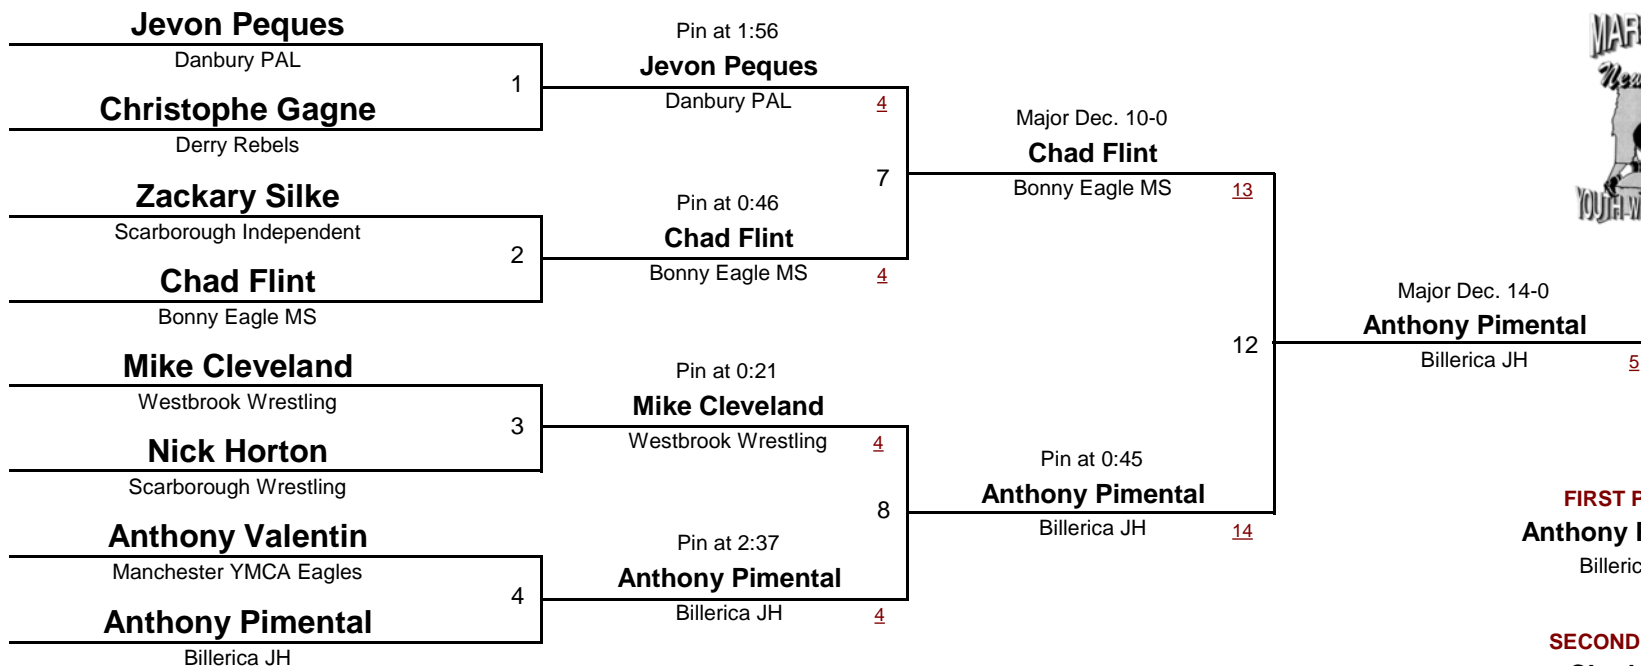 Jevon Peques
Danbury PAL
1
Christophe Gagne
Derry Rebels
Zackary Silke
Scarborough Independent
2
Chad Flint
Bonny Eagle MS
Mike Cleveland
Westbrook Wrestling
3
Nick Horton
Scarborough Wrestling
Anthony Valentin
Manchester YMCA Eagles
4
Anthony Pimental
Billerica JH
Pin at 1:56
Jevon Peques
Danbury PAL 4
7
Pin at 0:46
Chad Flint
Bonny Eagle MS 4
Pin at 0:21
Mike Cleveland
Westbrook Wrestling 4
8
Pin at 2:37
Anthony Pimental
Billerica JH 4
Major Dec. 10-0
Chad Flint
Bonny Eagle MS 13
12
Pin at 0:45
Anthony Pimental
Billerica JH 14
Major Dec. 14-0
Anthony Pimental
Billerica JH 5
FIRST
Anthony
SECOND